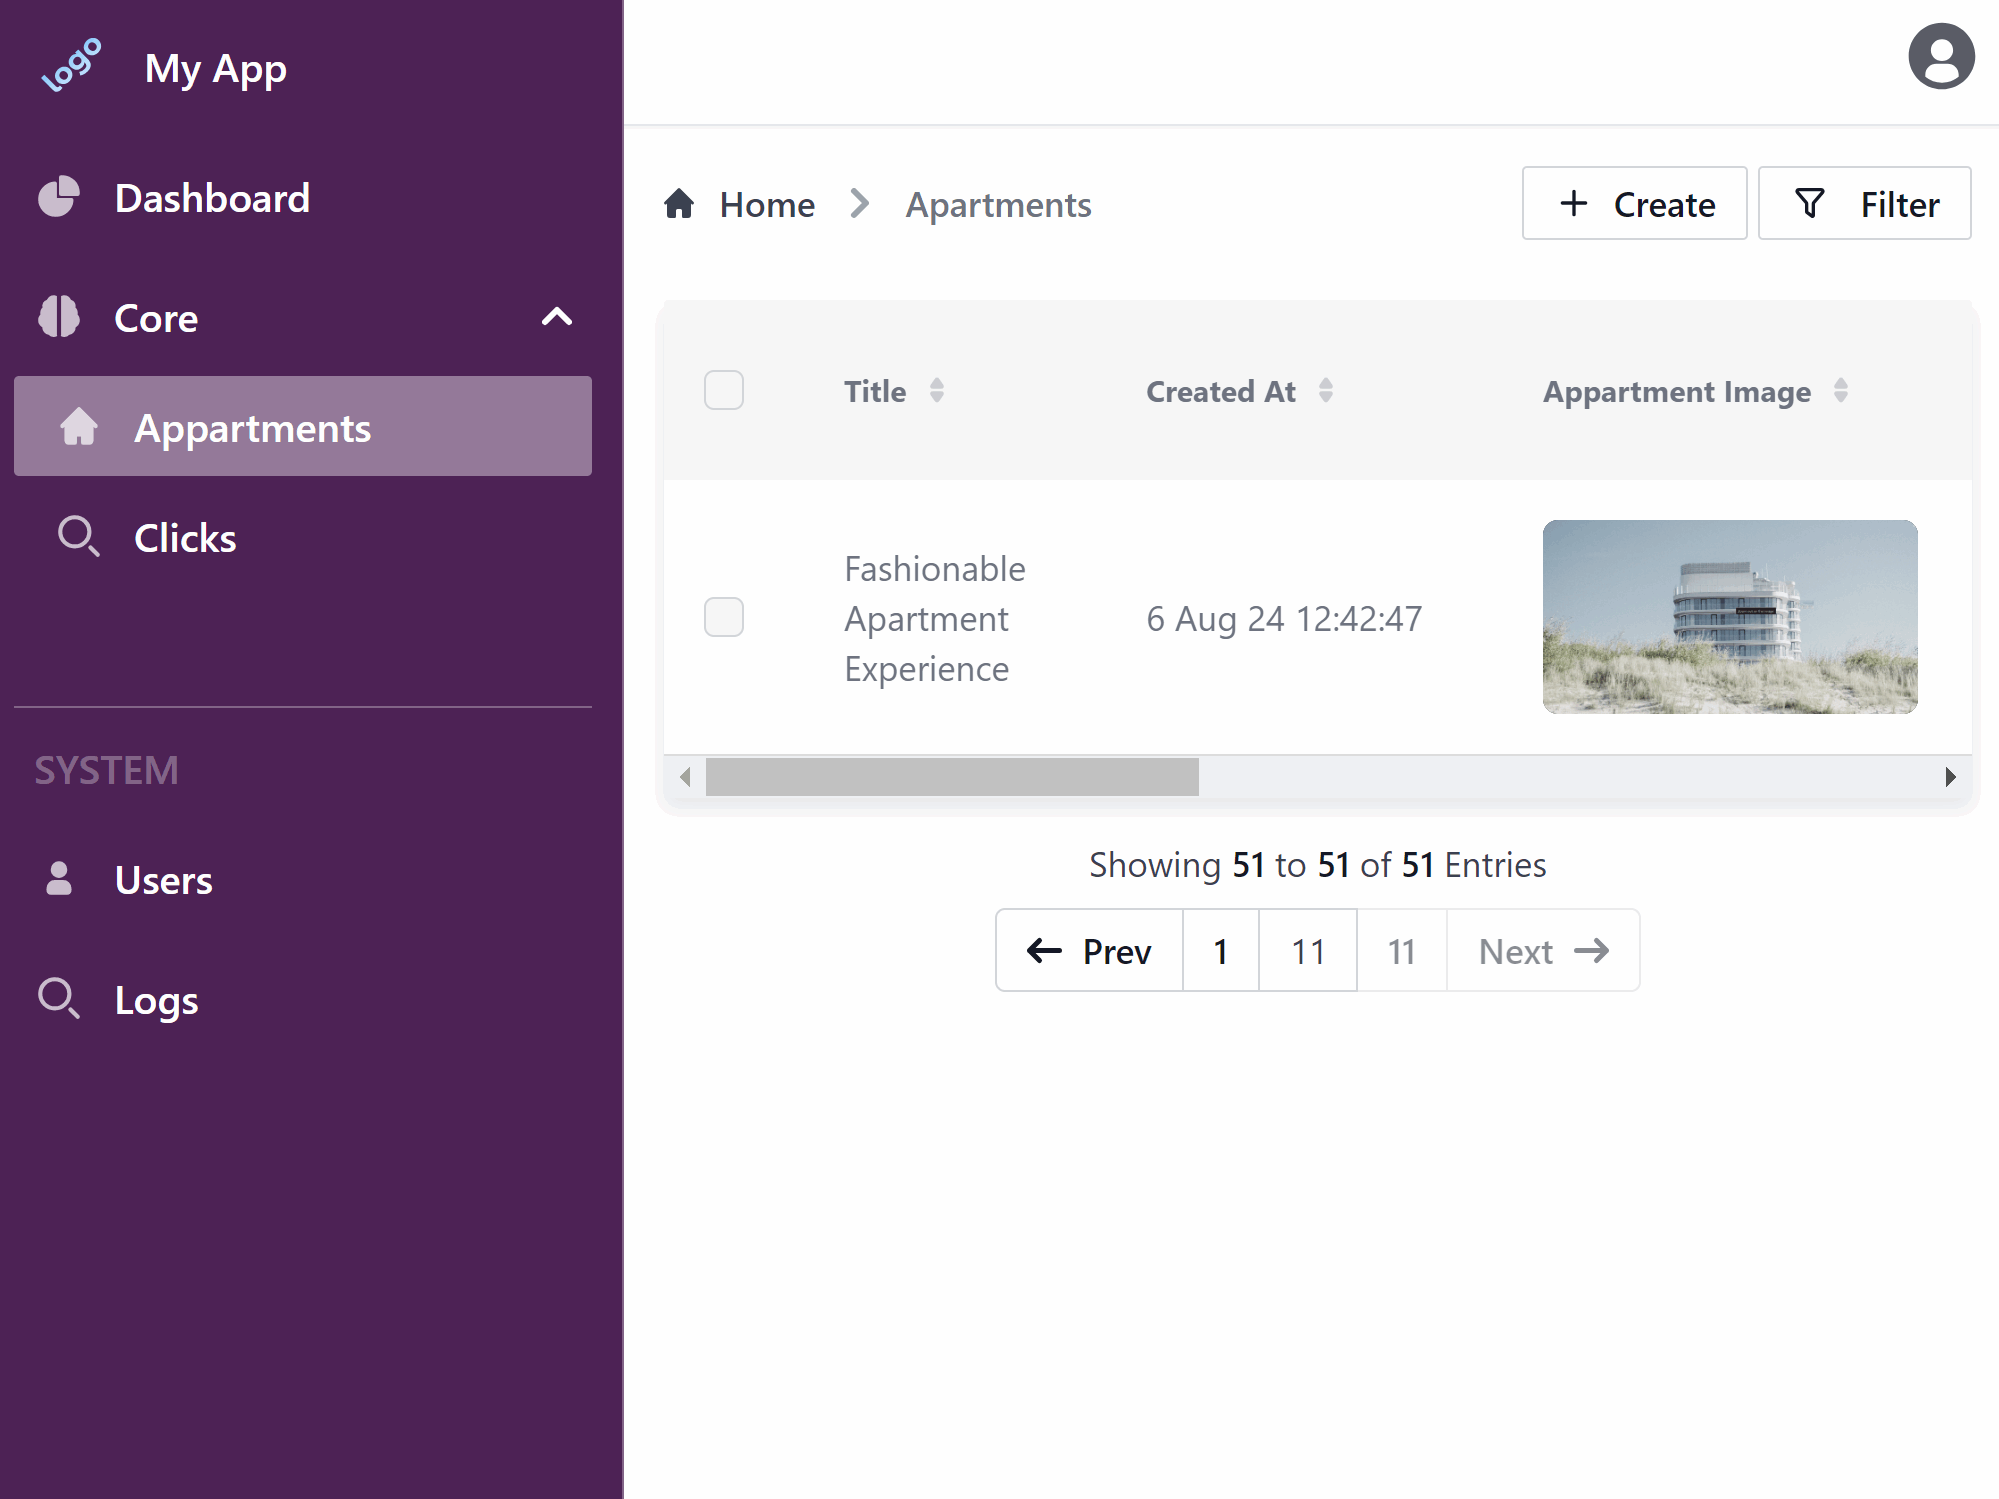 logo
My App
Dashboard
Core
Appartments
Clicks
SYSTEM
Users
Logs
Home
Apartments
Create
Filter
Title
Created At
Appartment Image
Fashionable
Apartment
Experience
6 Aug 24 12:42:47
Showing 51 to 51 of 51 Entries
Prev
1
11
11
Next